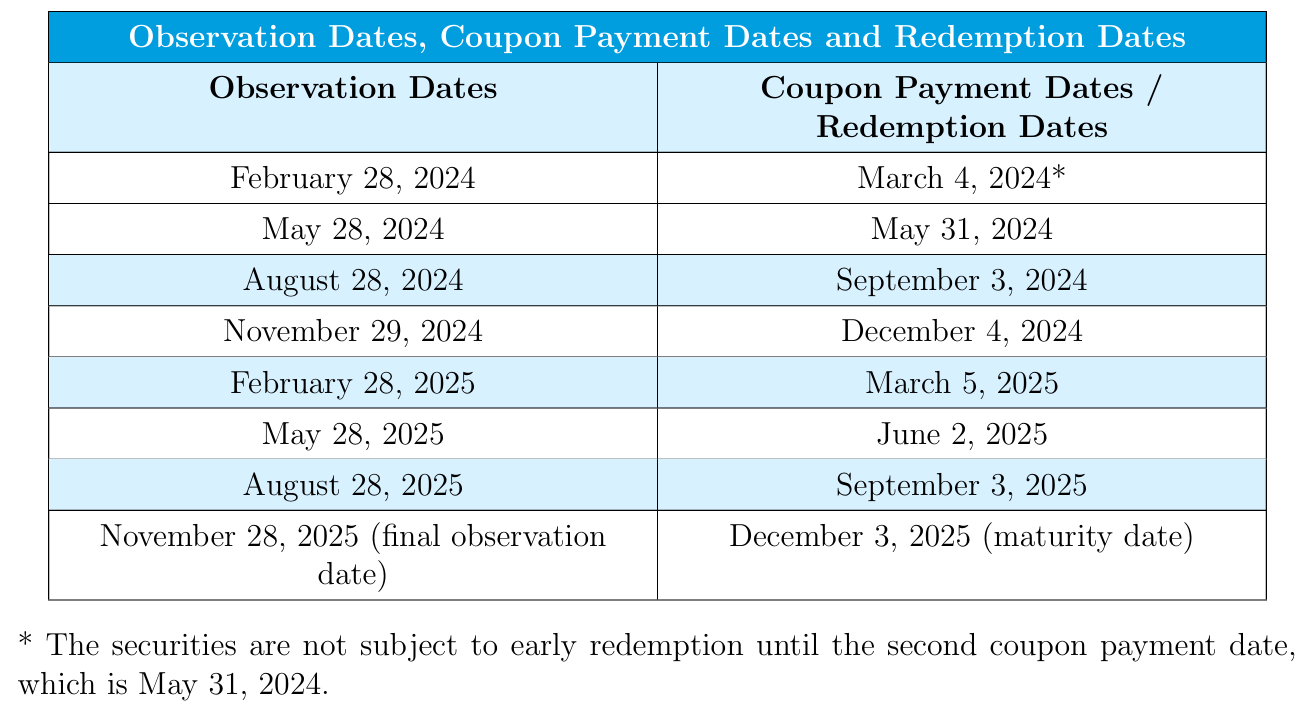 Observation Dates, Coupon Payment Dates and Redemption Dates
Observation Dates
Coupon Payment Dates /
Redemption Dates
February 28, 2024
March 4, 2024*
May 28, 2024
May 31, 2024
August 28, 2024
September 3, 2024
November 29, 2024
December 4, 2024
February 28, 2025
March 5, 2025
May 28, 2025
June 2, 2025
August 28, 2025
September 3, 2025
November 28, 2025 (final observation
date)
December 3, 2025 (maturity date)
* The securities are not subject to early redemption until the second coupon payment date,
which is May 31, 2024.